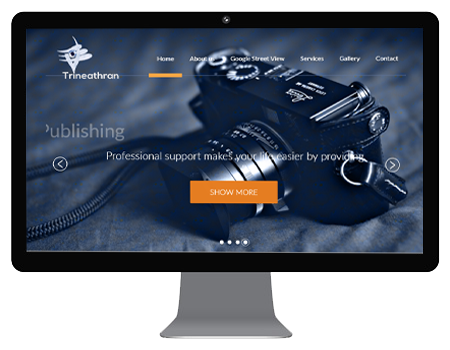 Trineathran
Home About us Google Street View Services Gallery Contact
Publishing
Professional support makes your life easier by providing
SHOW MORE
Leica